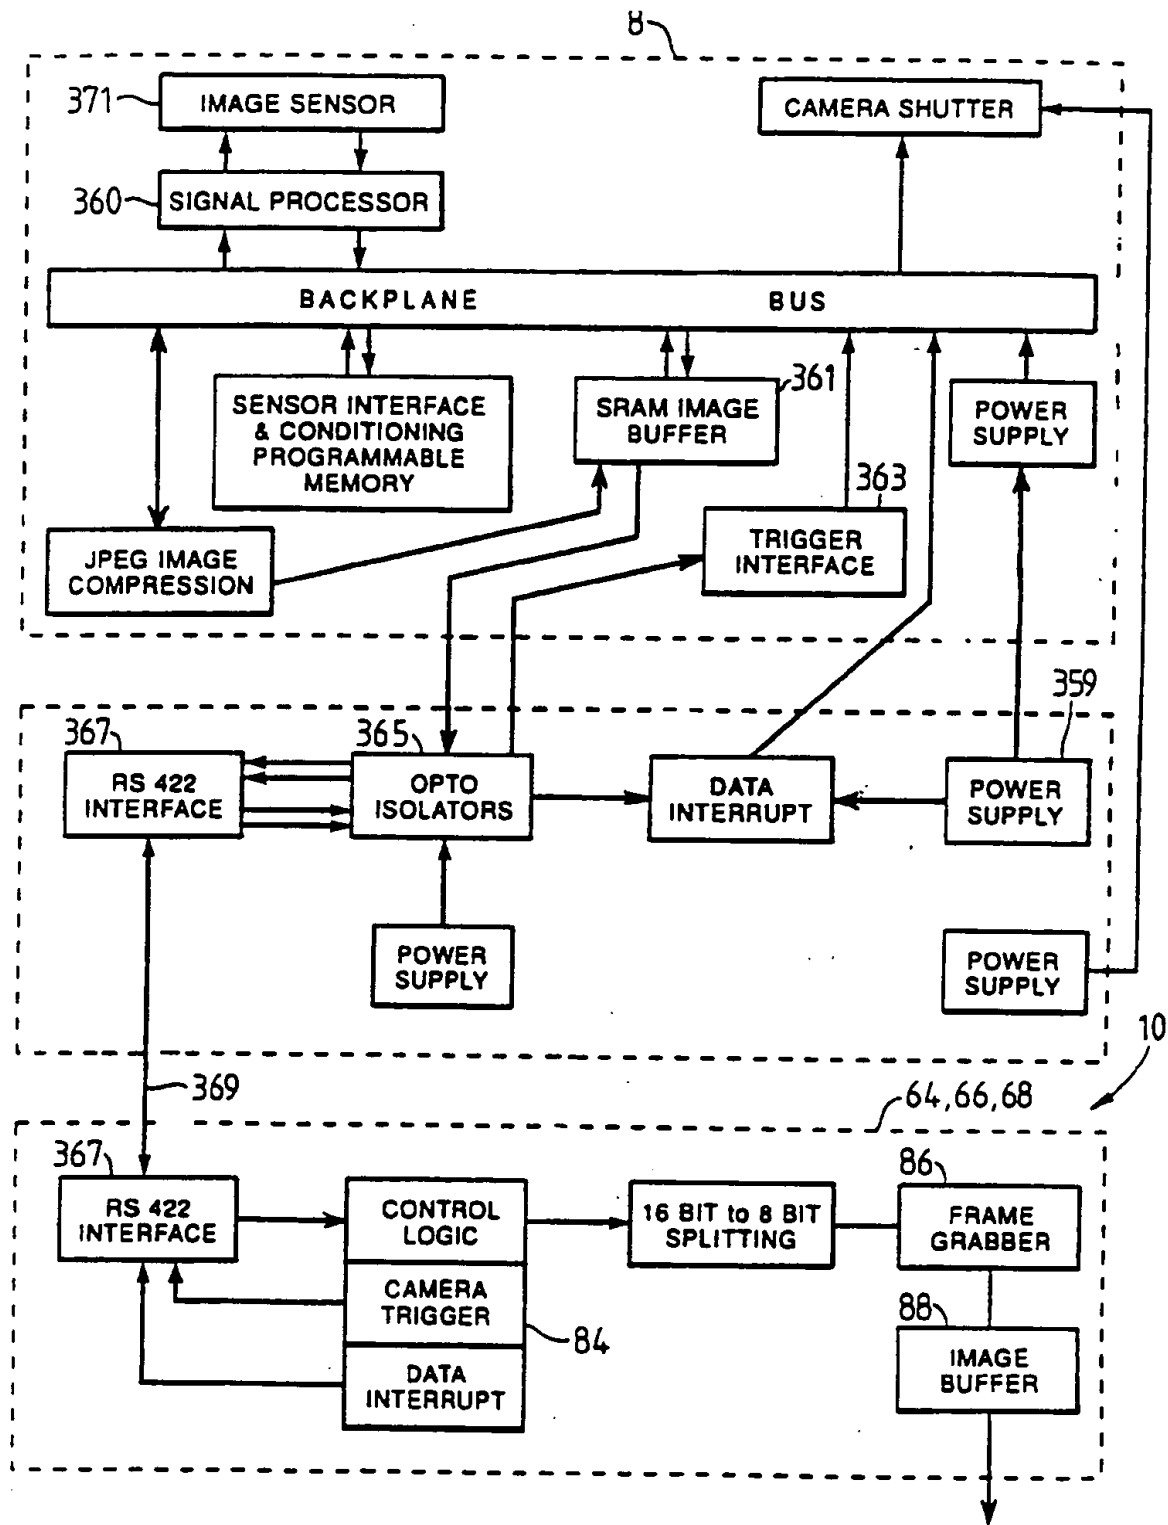 8
371
IMAGE SENSOR
CAMERA SHUTTER
360
SIGNAL PROCESSOR
BACKPLANE BUS
SENSOR INTERFACE
& CONDITIONING
PROGRAMMABLE
MEMORY
361
SRAM IMAGE
BUFFER
POWER
SUPPLY
363
JPEG IMAGE
COMPRESSION
TRIGGER
INTERFACE
359
367
RS 422
INTERFACE
365
OPTO
ISOLATORS
DATA
INTERRUPT
POWER
SUPPLY
POWER
SUPPLY
POWER
SUPPLY
10
369
64,66,68
367
RS 422
INTERFACE
CONTROL
LOGIC
16 BIT to 8 BIT
SPLITTING
86
FRAME
GRABBER
CAMERA
TRIGGER
84
88
IMAGE
BUFFER
DATA
INTERRUPT